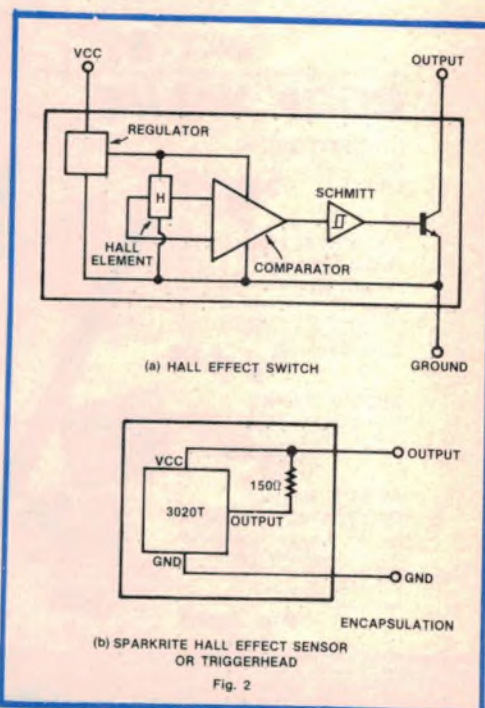 VCC
OUTPUT
REGULATOR
SCHMITT
H
HALL
ELEMENT
COMPARATOR
(a) HALL EFFECT SWITCH
GROUND
VCC
OUTPUT
150Ω
3020T
OUTPUT
GND
GND
ENCAPSULATION
(b) SPARKRITE HALL EFFECT SENSOR
OR TRIGGERHEAD
Fig. 2